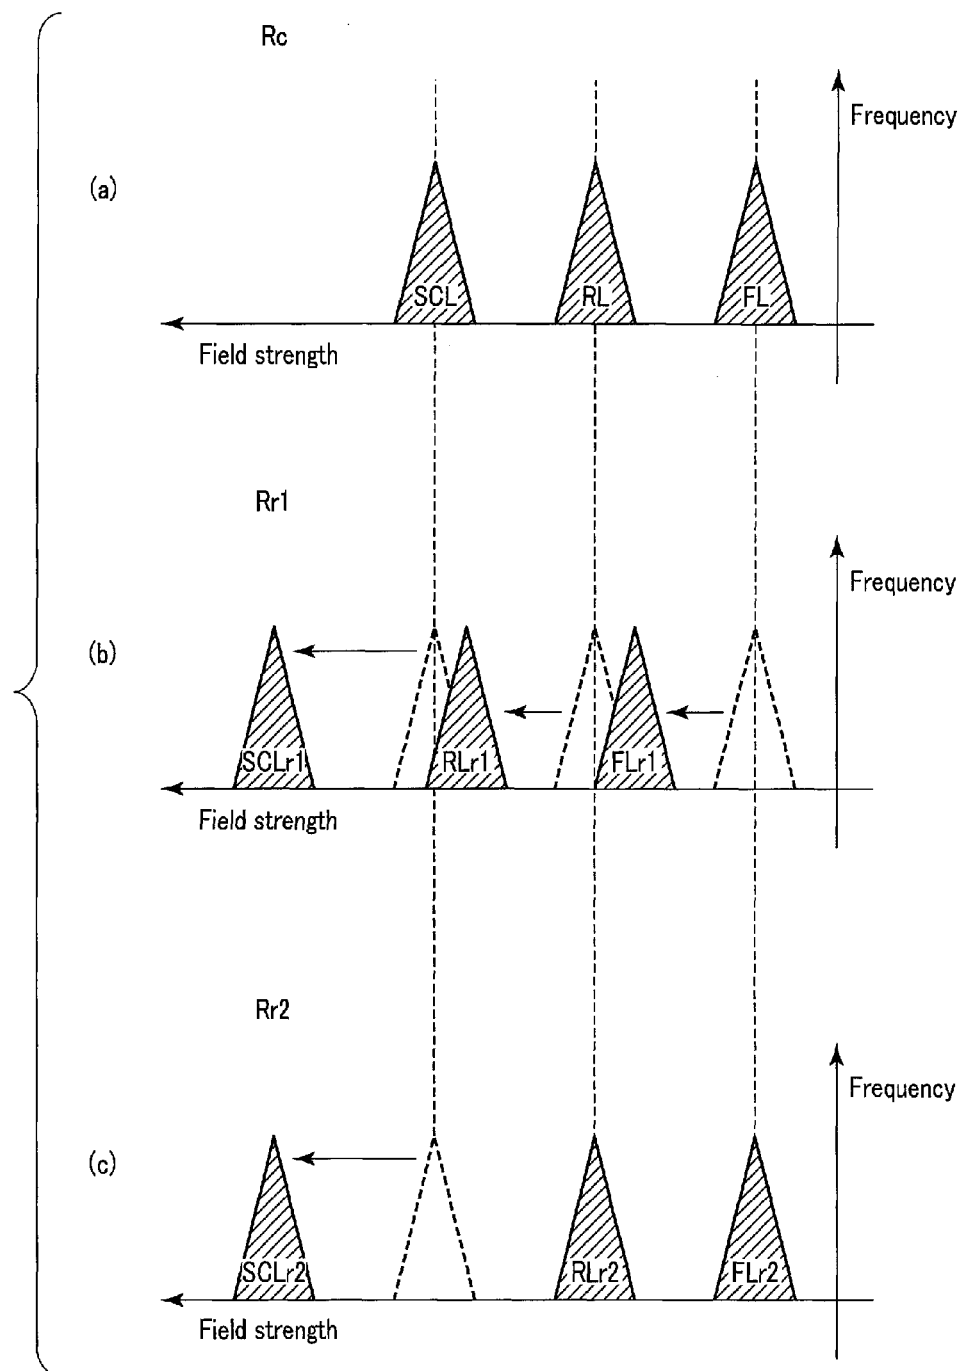 Rc
Frequency
(a)
SCL
RL
FL
Field strength
Rr1
Frequency
(b)
SCLr1
RLr1
FLr1
Field strength
Rr2
Frequency
(c)
SCLr2
RLr2
FLr2
Field strength